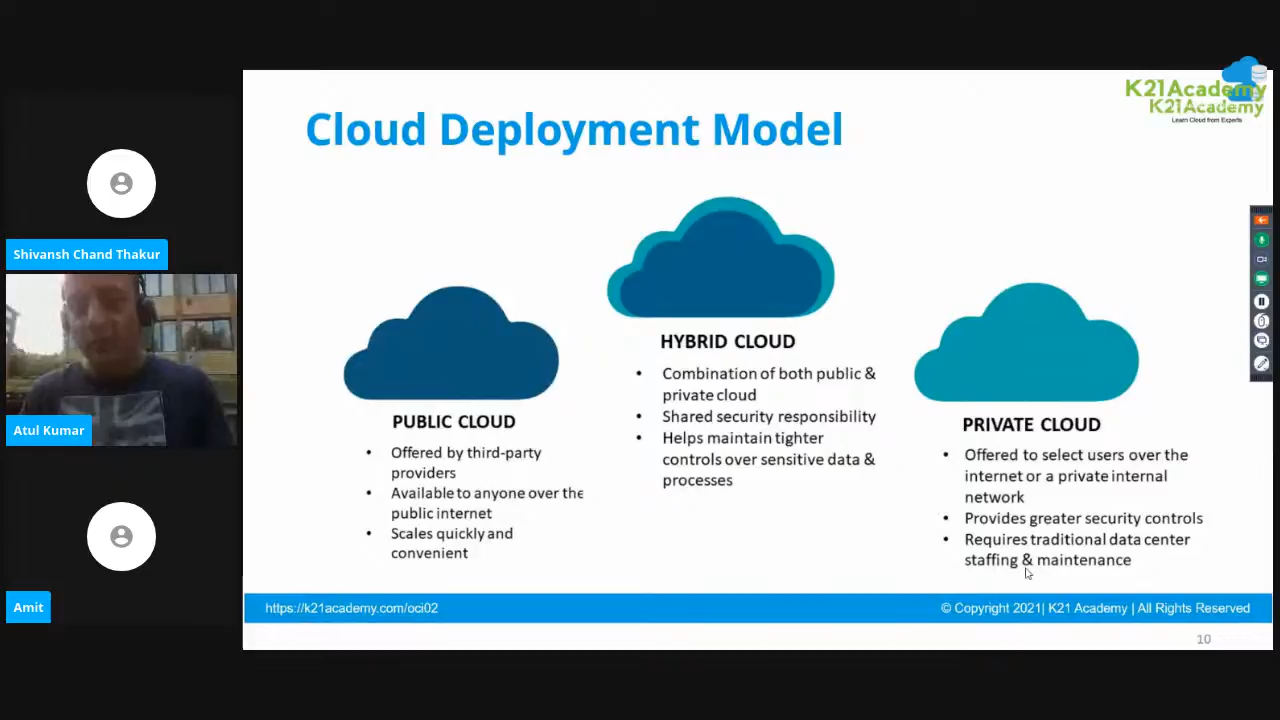 Shivansh Chand Thakur
Atul Kumar
Amit
K21Academy
K21Academy
Learn Cloud from Experts
Cloud Deployment Model
PUBLIC CLOUD
• Offered by third-party
providers
• Available to anyone over the
public internet
• Scales quickly and
convenient
HYBRID CLOUD
• Combination of both public &
private cloud
• Shared security responsibility
• Helps maintain tighter
controls over sensitive data &
processes
PRIVATE CLOUD
• Offered to select users over the
internet or a private internal
network
• Provides greater security controls
• Requires traditional data center
staffing & maintenance
https://k21academy.com/oci02
© Copyright 2021| K21 Academy | All Rights Reserved
10